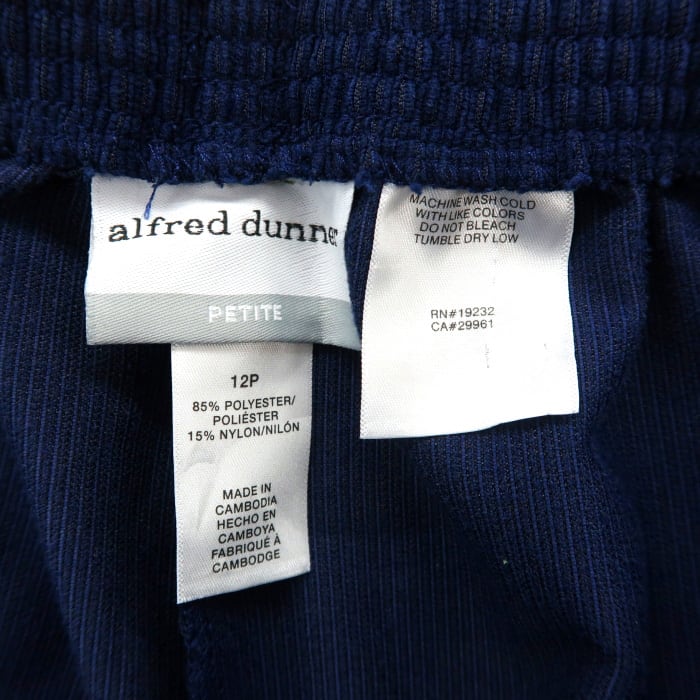 alfred dunner
PETITE
12P
85% POLYESTER/
POLIÉSTER
15% NYLON/NILÓN
MADE IN
CAMBODIA
HECHO EN
CAMBOYA
FABRIQUÉ À
CAMBODGE
MACHINE WASH COLD
WITH LIKE COLORS
DO NOT BLEACH
TUMBLE DRY LOW
RN#19232
CA#29961